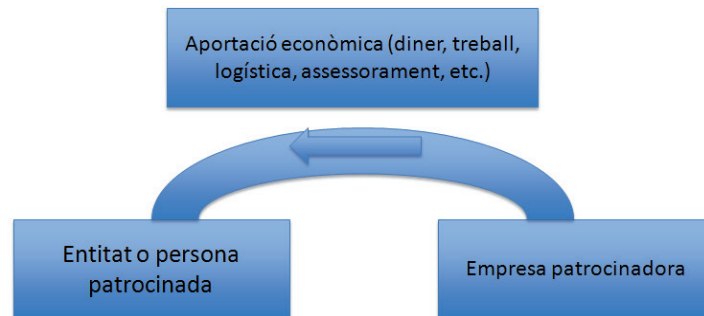 Aportació econòmica (diner, treball,
logística, assessorament, etc.)
Entitat o persona
patrocinada
Empresa patrocinadora